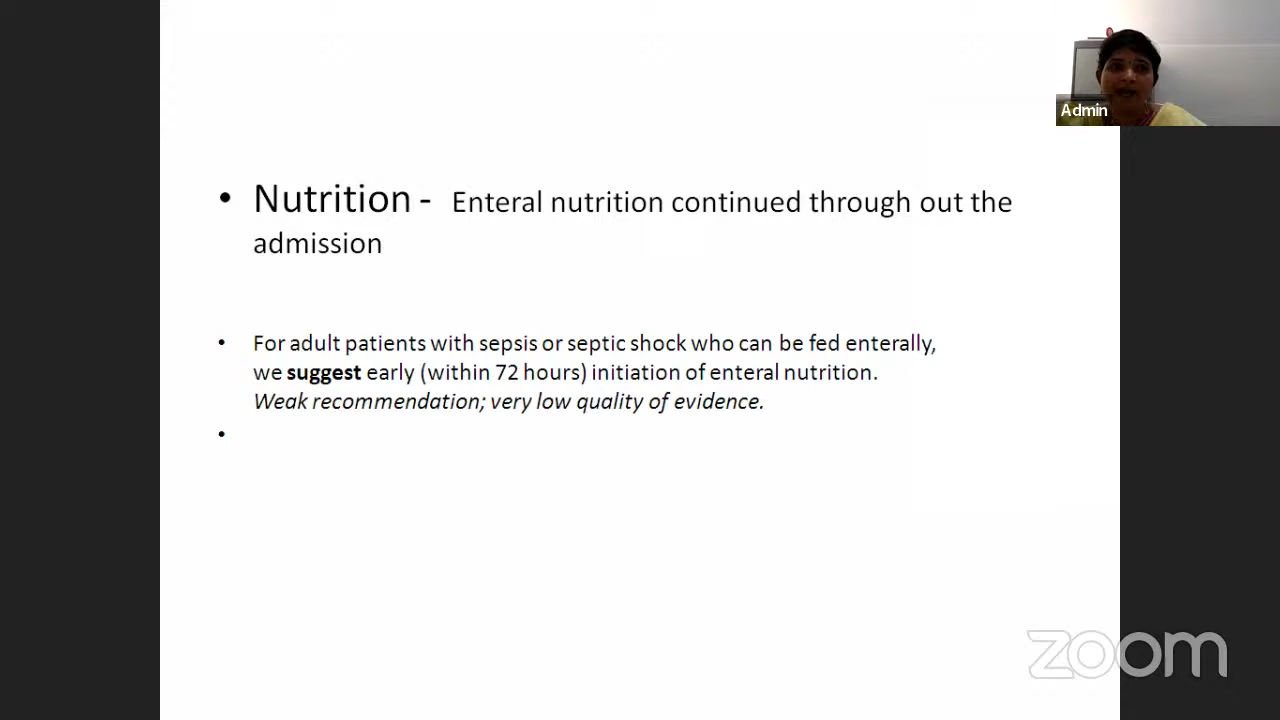 Admin
• Nutrition - Enteral nutrition continued through out the
admission
• For adult patients with sepsis or septic shock who can be fed enterally,
we suggest early (within 72 hours) initiation of enteral nutrition.
Weak recommendation; very low quality of evidence.
•
zoom